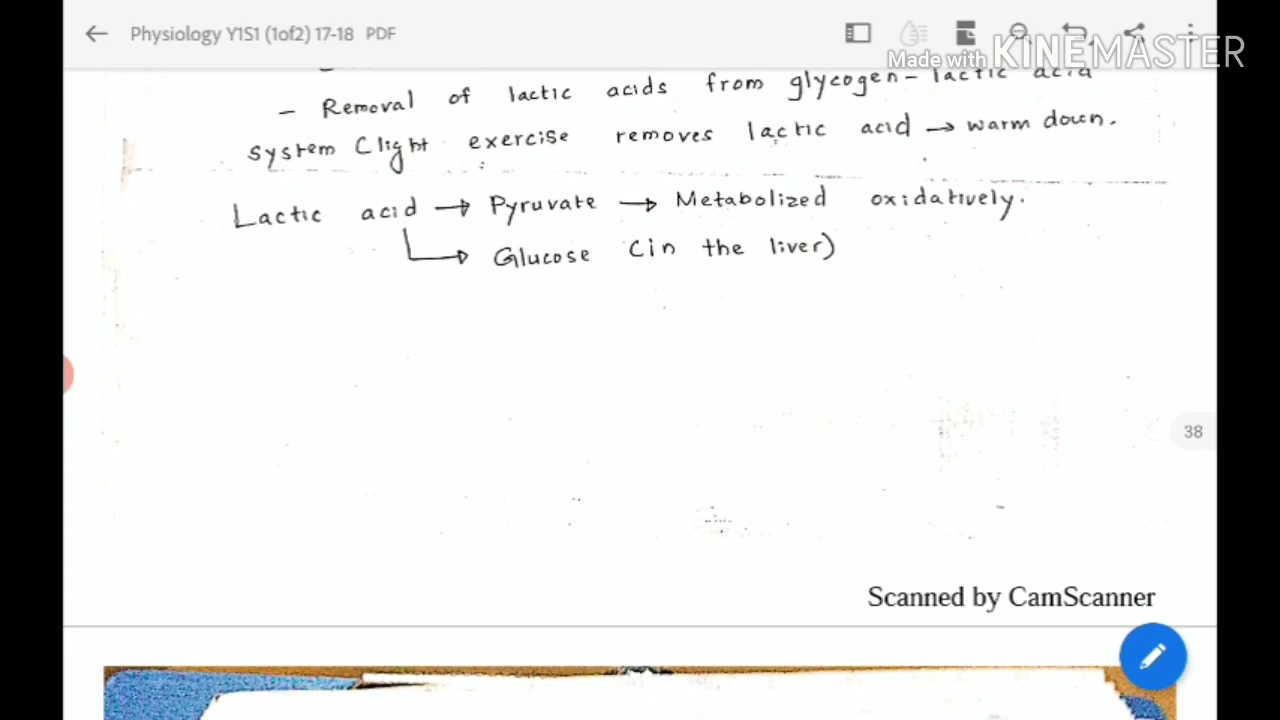 Physiology Y1S1 (1of2) 17-18 PDF
Made with KINEMASTER
- Removal of lactic acids from glycogen - lactic acid
system (light exercise removes lactic acid → warm down.
Lactic acid → Pyruvate → Metabolized oxidatively.
→ Glucose (in the liver)
38
Scanned by CamScanner